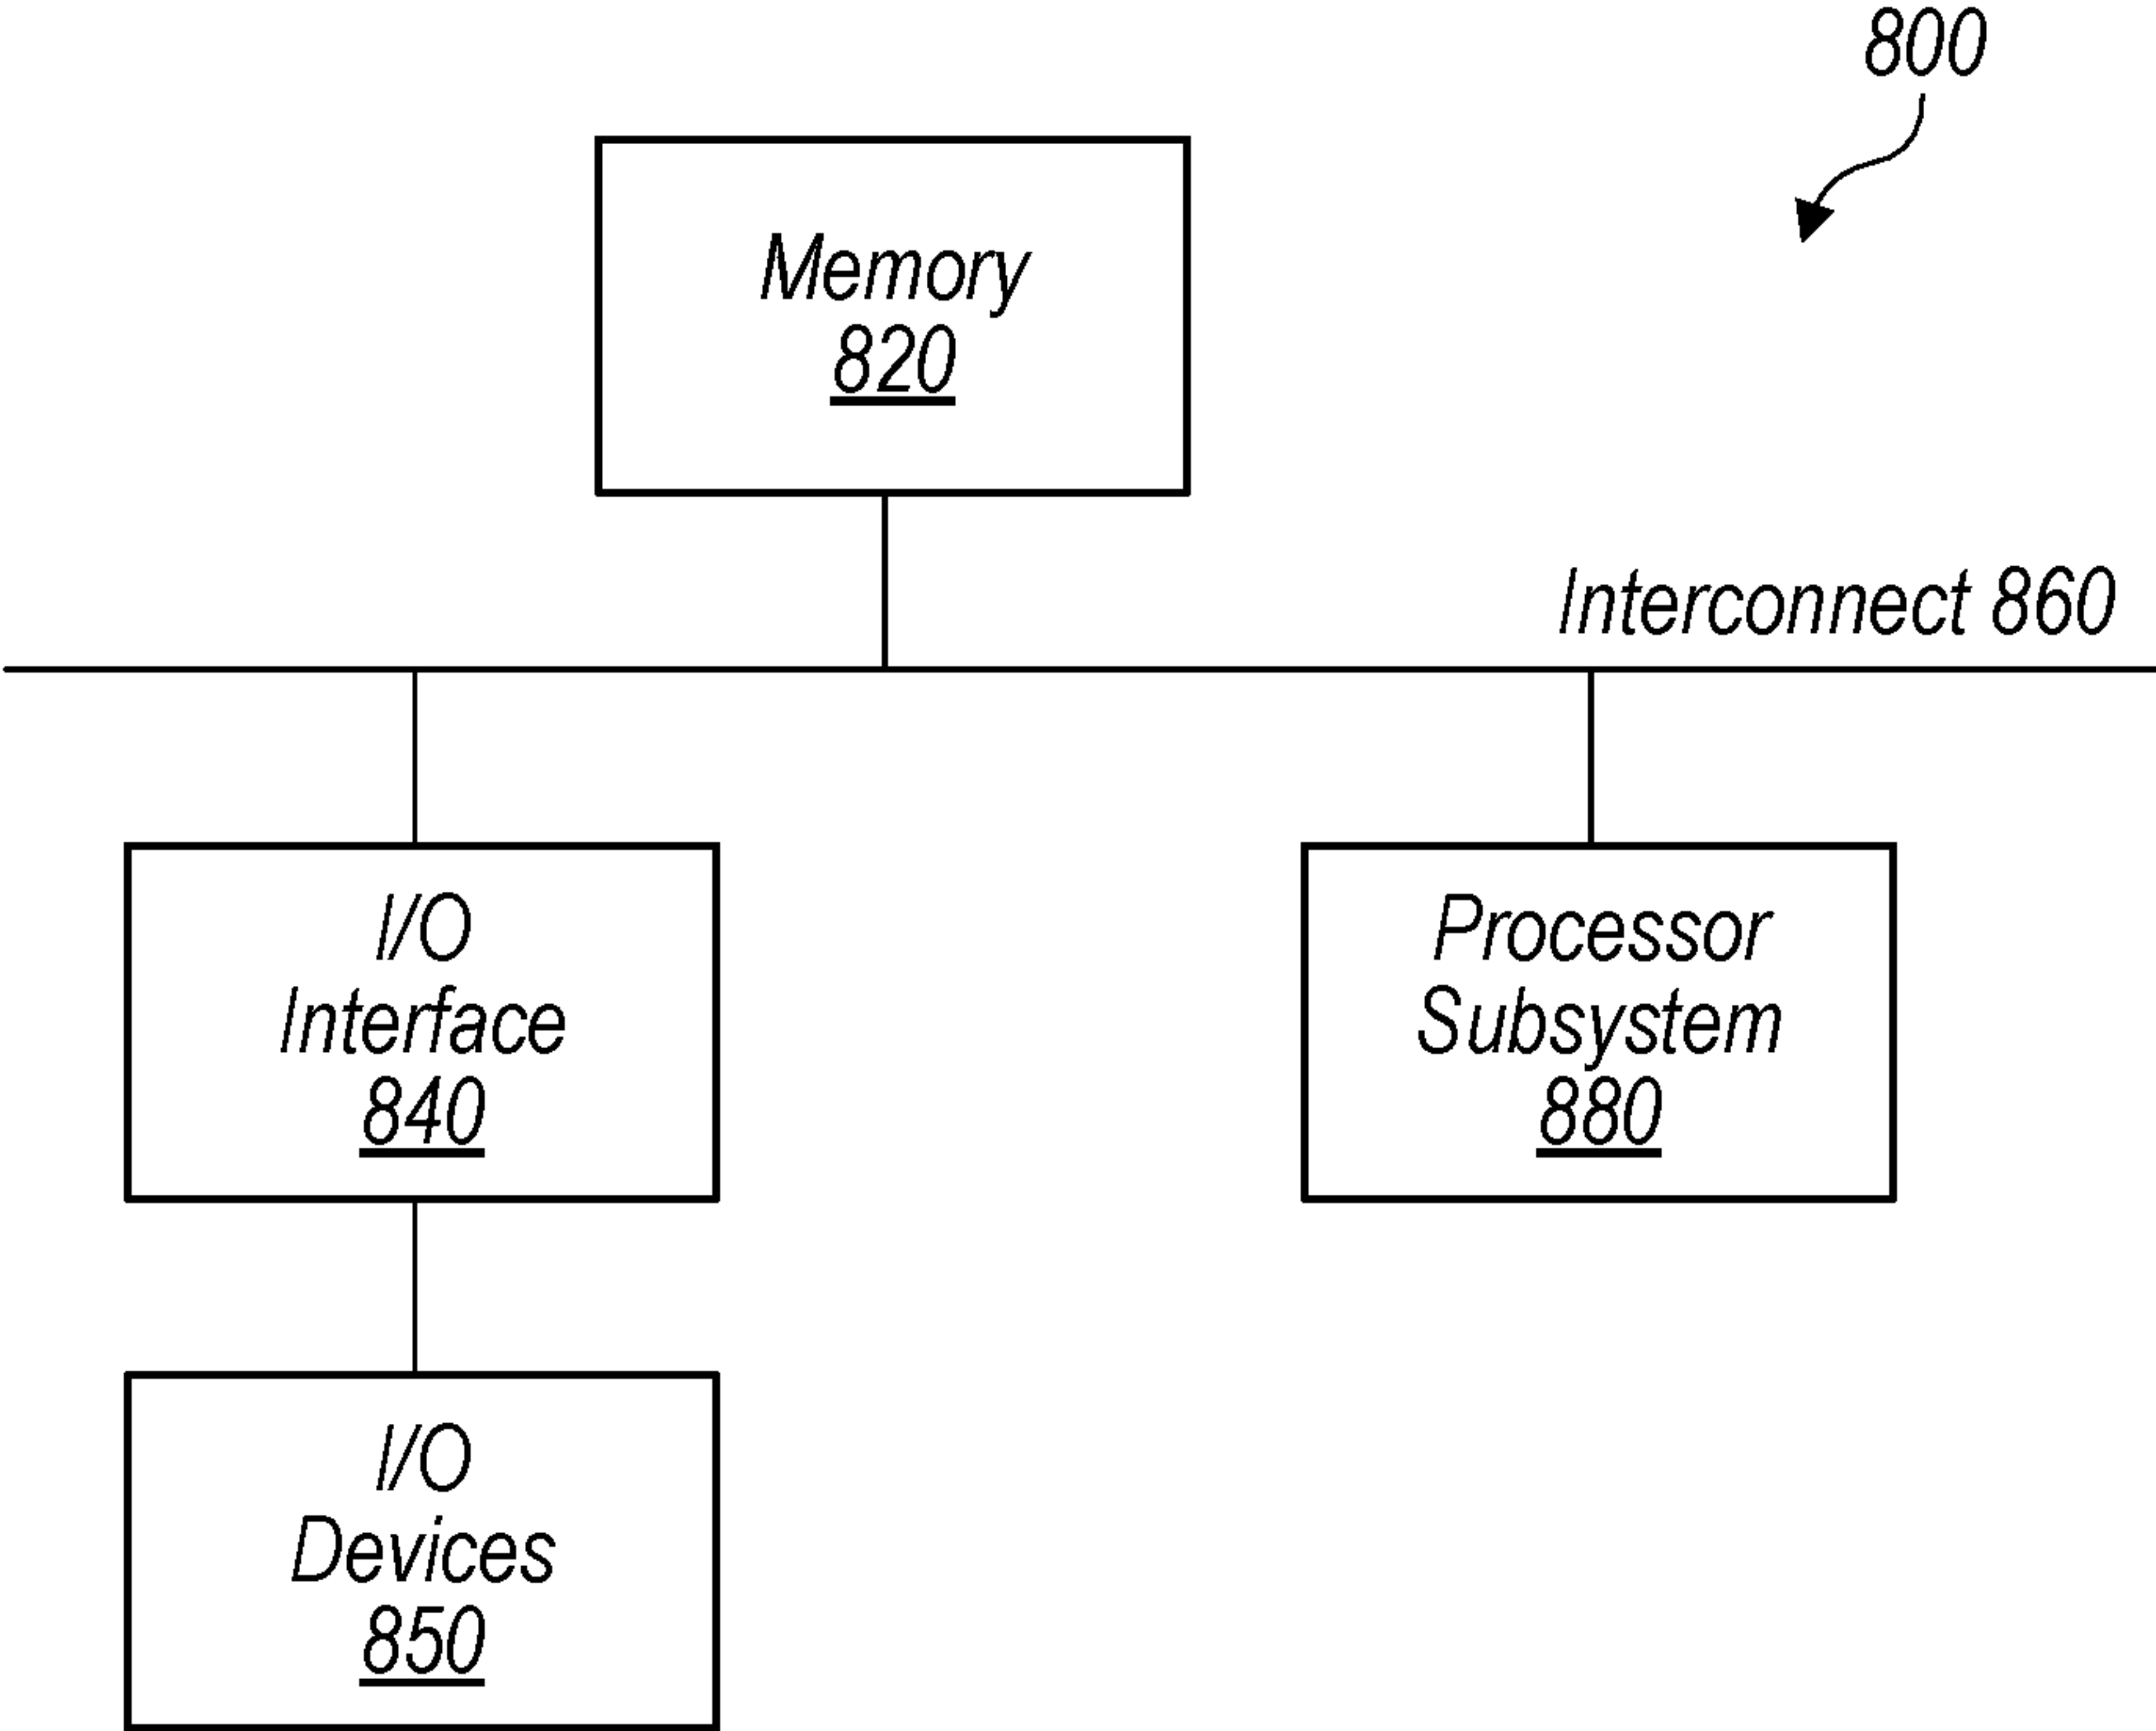 800
Memory
820
Interconnect 860
I/O
Interface
840
Processor
Subsystem
880
I/O
Devices
850